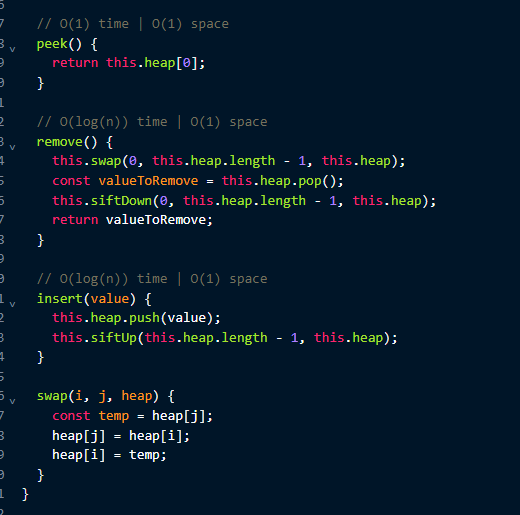 // O(1) time | O(1) space
peek() {
return this.heap[0];
}
// O(log(n)) time | O(1) space
remove() {
this.swap(0, this.heap.length - 1, this.heap);
const valueToRemove = this.heap.pop();
this.siftDown(0, this.heap.length - 1, this.heap);
return valueToRemove;
}
// O(log(n)) time | O(1) space
insert(value) {
this.heap.push(value);
this.siftUp(this.heap.length - 1, this.heap);
}
swap(i, j, heap) {
const temp = heap[j];
heap[j] = heap[i];
heap[i] = temp;
}
}